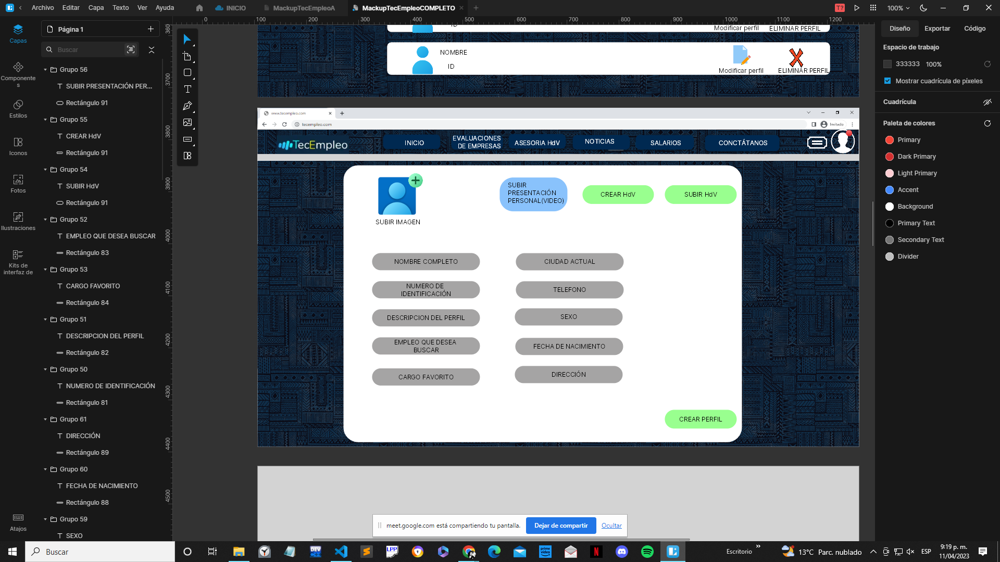 Archivo Editar Capa Texto Ver Ayuda
INICIO MackupTecEmpleoA MackupTecEmpleoCOMPLETO
T? 100%
Capas
Componente
s
Estilos
Iconos
Fotos
Ilustraciones
Kits de
interfaz de
Atajos
Página 1
Buscar
Grupo 56
SUBIR PRESENTACIÓN PER...
Rectángulo 91
Grupo 55
CREAR HdV
Rectángulo 91
Grupo 54
SUBIR HdV
Rectángulo 91
Grupo 52
EMPLEO QUE DESEA BUSCAR
Rectángulo 83
Grupo 53
CARGO FAVORITO
Rectángulo 84
Grupo 51
DESCRIPCION DEL PERFIL
Rectángulo 82
Grupo 50
NUMERO DE IDENTIFICACIÓN
Rectángulo 81
Grupo 61
DIRECCIÓN
Rectángulo 89
Grupo 60
FECHA DE NACIMIENTO
Rectángulo 88
Grupo 59
SEXO
0 100 200 300 400 500 600 700 800 900 1000 1100 1200
360
3700
3800
3900
4000
4100
4200
4300
4400
4500
ID
Modificar perfil ELIMINAR PERFIL
NOMBRE
ID
Modificar perfil ELIMINAR PERFIL
www.tecempleo.com
tecempleo.com
Invitado
TecEmpleo
INICIO
EVALUACIONES
DE EMPRESAS
ASESORIA HdV
NOTICIAS
SALARIOS
CONCTÁTANOS
SUBIR IMAGEN
SUBIR
PRESENTACIÓN
PERSONAL(VIDEO)
CREAR HdV
SUBIR HdV
NOMBRE COMPLETO
CIUDAD ACTUAL
NUMERO DE
IDENTIFICACIÓN
TELEFONO
DESCRIPCION DEL PERFIL
SEXO
EMPLEO QUE DESEA
BUSCAR
FECHA DE NACIMIENTO
CARGO FAVORITO
DIRECCIÓN
CREAR PERFIL
meet.google.com está compartiendo tu pantalla.
Dejar de compartir
Ocultar
Diseño Exportar Código
Espacio de trabajo
333333 100%
Mostrar cuadrícula de píxeles
Cuadrícula
Paleta de colores
Primary
Dark Primary
Light Primary
Accent
Background
Primary Text
Secondary Text
Divider
Buscar
DEV
LPP
prime
video
N
Escritorio
»
13°C Parc. nublado
ESP
9:19 p. m.
11/04/2023